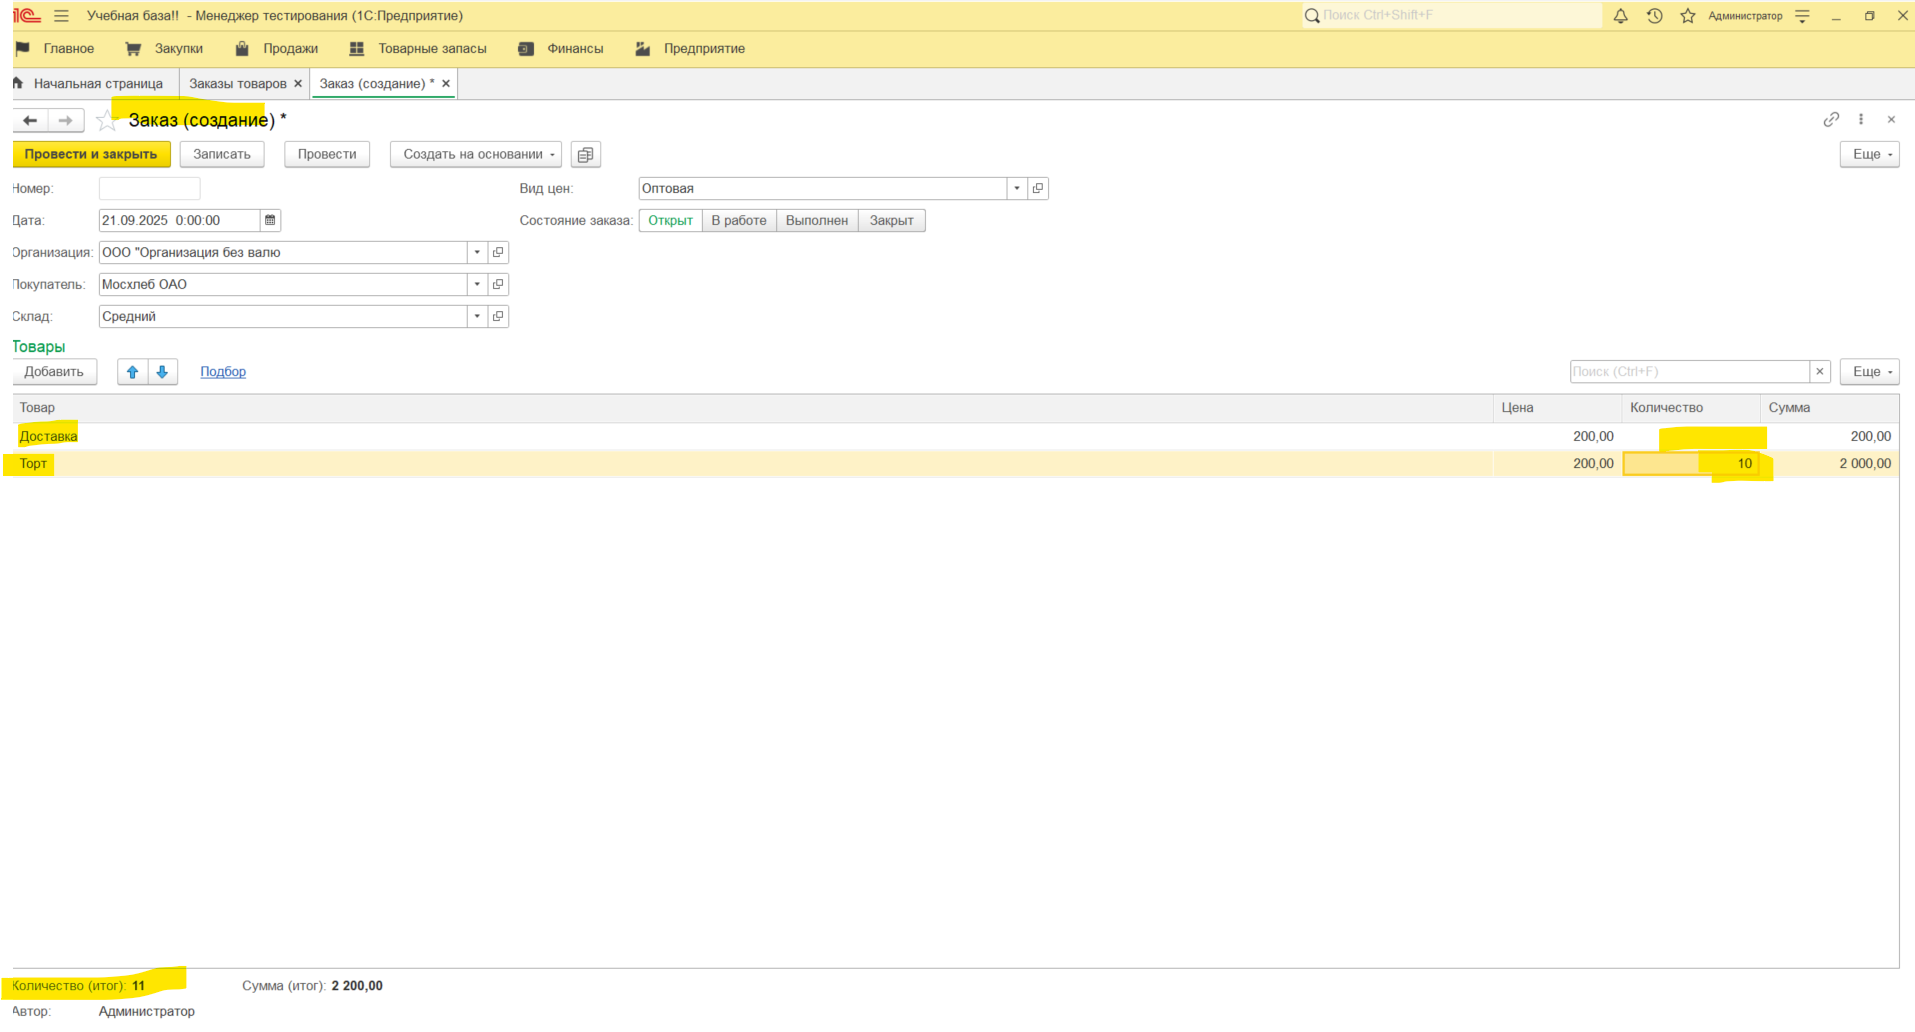 1С Учебная база!! - Менеджер тестирования (1С:Предприятие) Поиск Ctrl+Shift+F Администратор
Главное Закупки Продажи Товарные запасы Финансы Предприятие
Начальная страница Заказы товаров × Заказ (создание) * ×
Заказ (создание) *
Провести и закрыть Записать Провести Создать на основании Еще
Номер: Вид цен: Оптовая
Дата: 21.09.2025 0:00:00 Состояние заказа: Открыт В работе Выполнен Закрыт
Организация: ООО "Организация без валю
Покупатель: Мосхлеб ОАО
Склад: Средний
Товары
Добавить Подбор Поиск (Ctrl+F) × Еще
Товар Цена Количество Сумма
Доставка 200,00 200,00
Торт 200,00 10 2 000,00
Количество (итог): 11 Сумма (итог): 2 200,00
Автор: Администратор